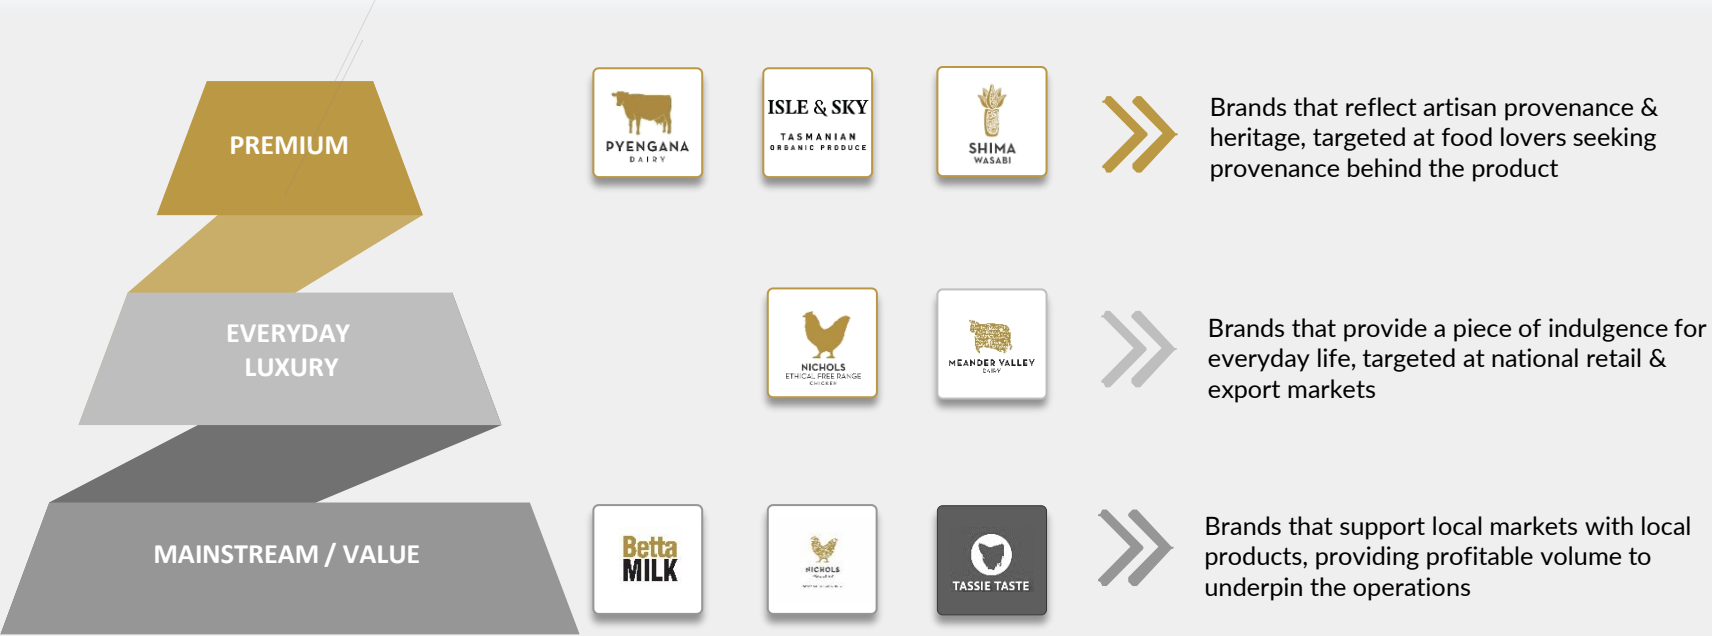 PREMIUM
PYENGANA
DAIRY
ISLE & SKY
TASMANIAN
ORGANIC PRODUCE
SHIMA
WASABI
Brands that reflect artisan provenance &
heritage, targeted at food lovers seeking
provenance behind the product
EVERYDAY
LUXURY
NICHOLS
ETHICAL FREE RANGE
CHICKEN
MEANDER VALLEY
DAIRY
Brands that provide a piece of indulgence for
everyday life, targeted at national retail &
export markets
MAINSTREAM / VALUE
Betta
MILK
NICHOLS
TASSIE TASTE
Brands that support local markets with local
products, providing profitable volume to
underpin the operations